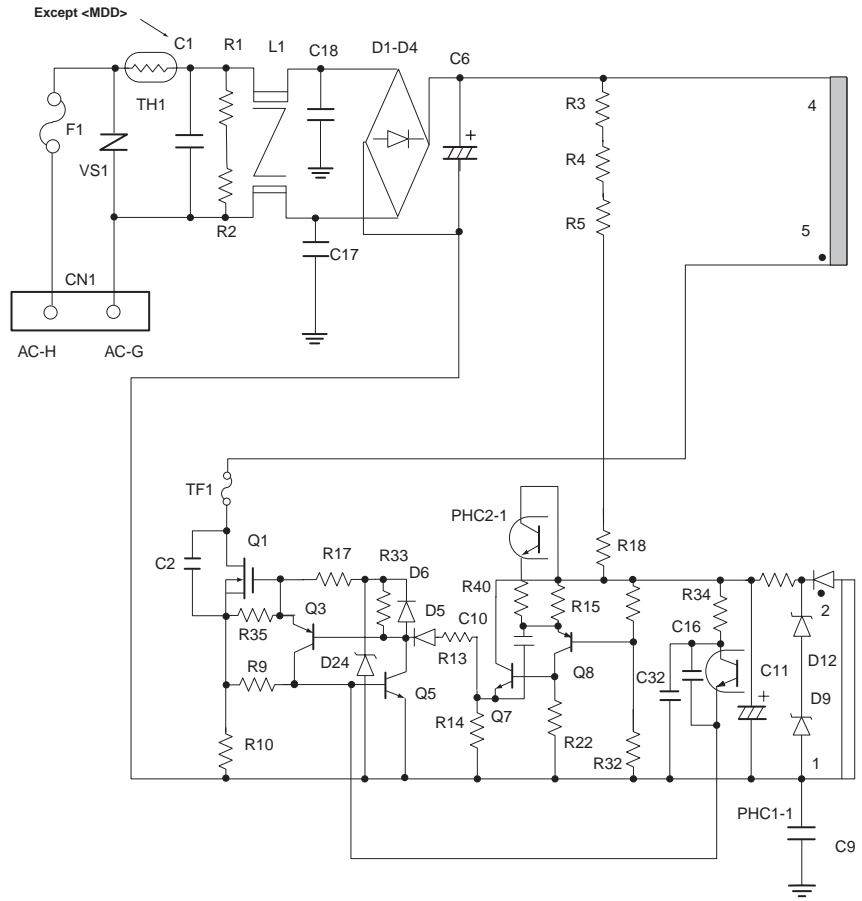 Except <MDD>
C1
R1
L1
C18
D1-D4
C6
TH1
F1
VS1
R2
C17
R3
R4
R5
4
5
CN1
AC-H
AC-G
TF1
C2
Q1
R17
R33
D6
D5
C10
R40
PHC2-1
R18
R15
R34
C16
2
R35
Q3
R13
D24
R9
Q5
Q7
Q8
C32
C11
D12
D9
R14
R22
R32
R10
1
PHC1-1
C9
+
+